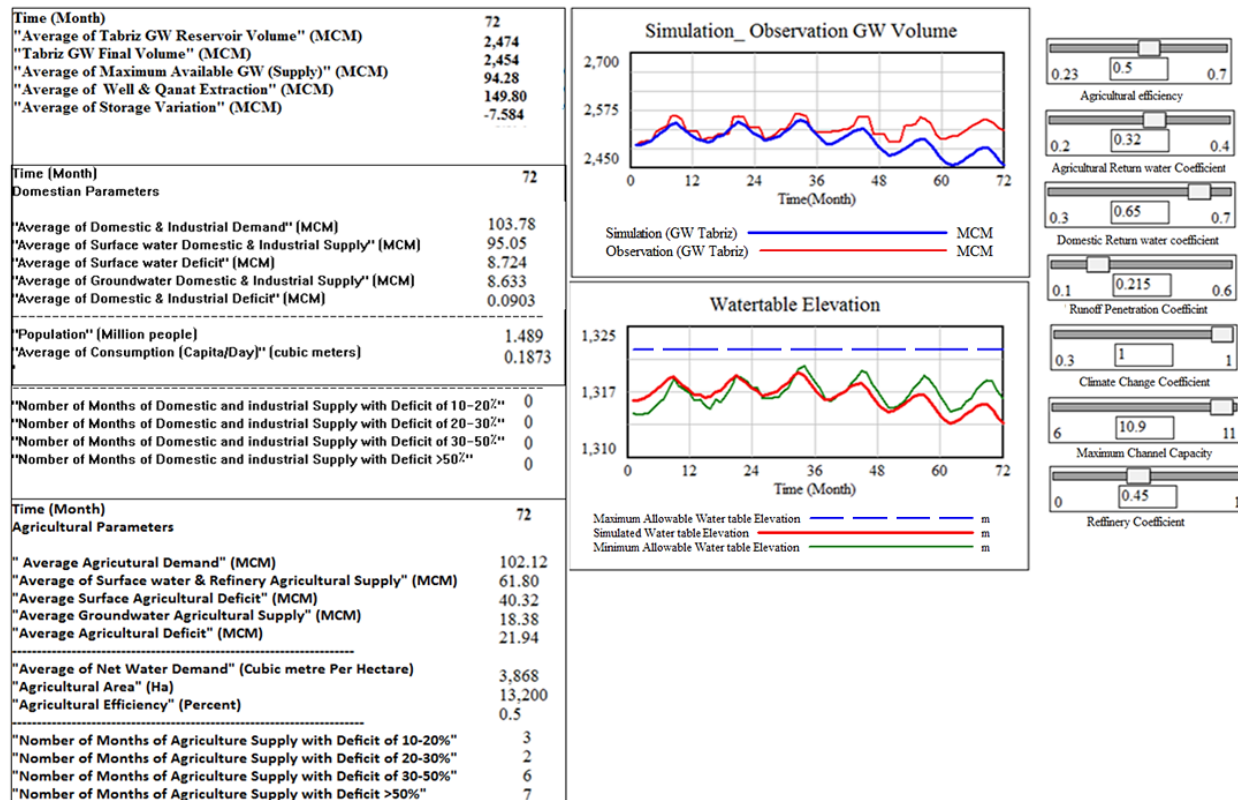 Time (Month) 72
"Average of Tabriz GW Reservoir Volume" (MCM) 2,474
"Tabriz GW Final Volume" (MCM) 2,454
"Average of Maximum Available GW (Supply)" (MCM) 94.28
"Average of Well & Qanat Extraction" (MCM) 149.80
"Average of Storage Variation" (MCM) -7.584
Time (Month) 72
Domestian Parameters
"Average of Domestic & Industrial Demand" (MCM) 103.78
"Average of Surface water Domestic & Industrial Supply" (MCM) 95.05
"Average of Surface water Deficit" (MCM) 8.724
"Average of Groundwater Domestic & Industrial Supply" (MCM) 8.633
"Average of Domestic & Industrial Deficit" (MCM) 0.0903
"Population" (Million people) 1.489
"Average of Consumption (Capita/Day)" (cubic meters) 0.1873
"Nomber of Months of Domestic and industrial Supply with Deficit of 10-20%" 0
"Nomber of Months of Domestic and industrial Supply with Deficit of 20-30%" 0
"Nomber of Months of Domestic and industrial Supply with Deficit of 30-50%" 0
"Nomber of Months of Domestic and industrial Supply with Deficit >50%" 0
Time (Month) 72
Agricultural Parameters
" Average Agricutural Demand" (MCM) 102.12
"Average of Surface water & Refinery Agricultural Supply" (MCM) 61.80
"Average Surface Agricultural Deficit" (MCM) 40.32
"Average Groundwater Agricultural Supply" (MCM) 18.38
"Average Agricultural Deficit" (MCM) 21.94
"Average of Net Water Demand" (Cubic metre Per Hectare) 3,868
"Agricultural Area" (Ha) 13,200
"Agricultural Efficiency" (Percent) 0.5
"Nomber of Months of Agriculture Supply with Deficit of 10-20%" 3
"Nomber of Months of Agriculture Supply with Deficit of 20-30%" 2
"Nomber of Months of Agriculture Supply with Deficit of 30-50%" 6
"Nomber of Months of Agriculture Supply with Deficit >50%" 7
Simulation_ Observation GW Volume
2,700
2,575
2,450
0 12 24 36 48 60 72
Time(Month)
Simulation (GW Tabriz) MCM
Observation (GW Tabriz) MCM
Watertable Elevation
1,325
1,317
1,310
0 12 24 36 48 60 72
Time (Month)
Maximum Allowable Water table Elevation m
Simulated Water table Elevation m
Minimum Allowable Water table Elevation m
0.23 0.5 0.7
Agricultural efficiency
0.2 0.32 0.4
Agricultural Return water Coefficient
0.3 0.65 0.7
Domestic Return water coefficient
0.1 0.215 0.6
Runoff Penetration Coefficint
0.3 1 1
Climate Change Coefficient
6 10.9 11
Maximum Channel Capacity
0 0.45 1
Reffinery Coefficient